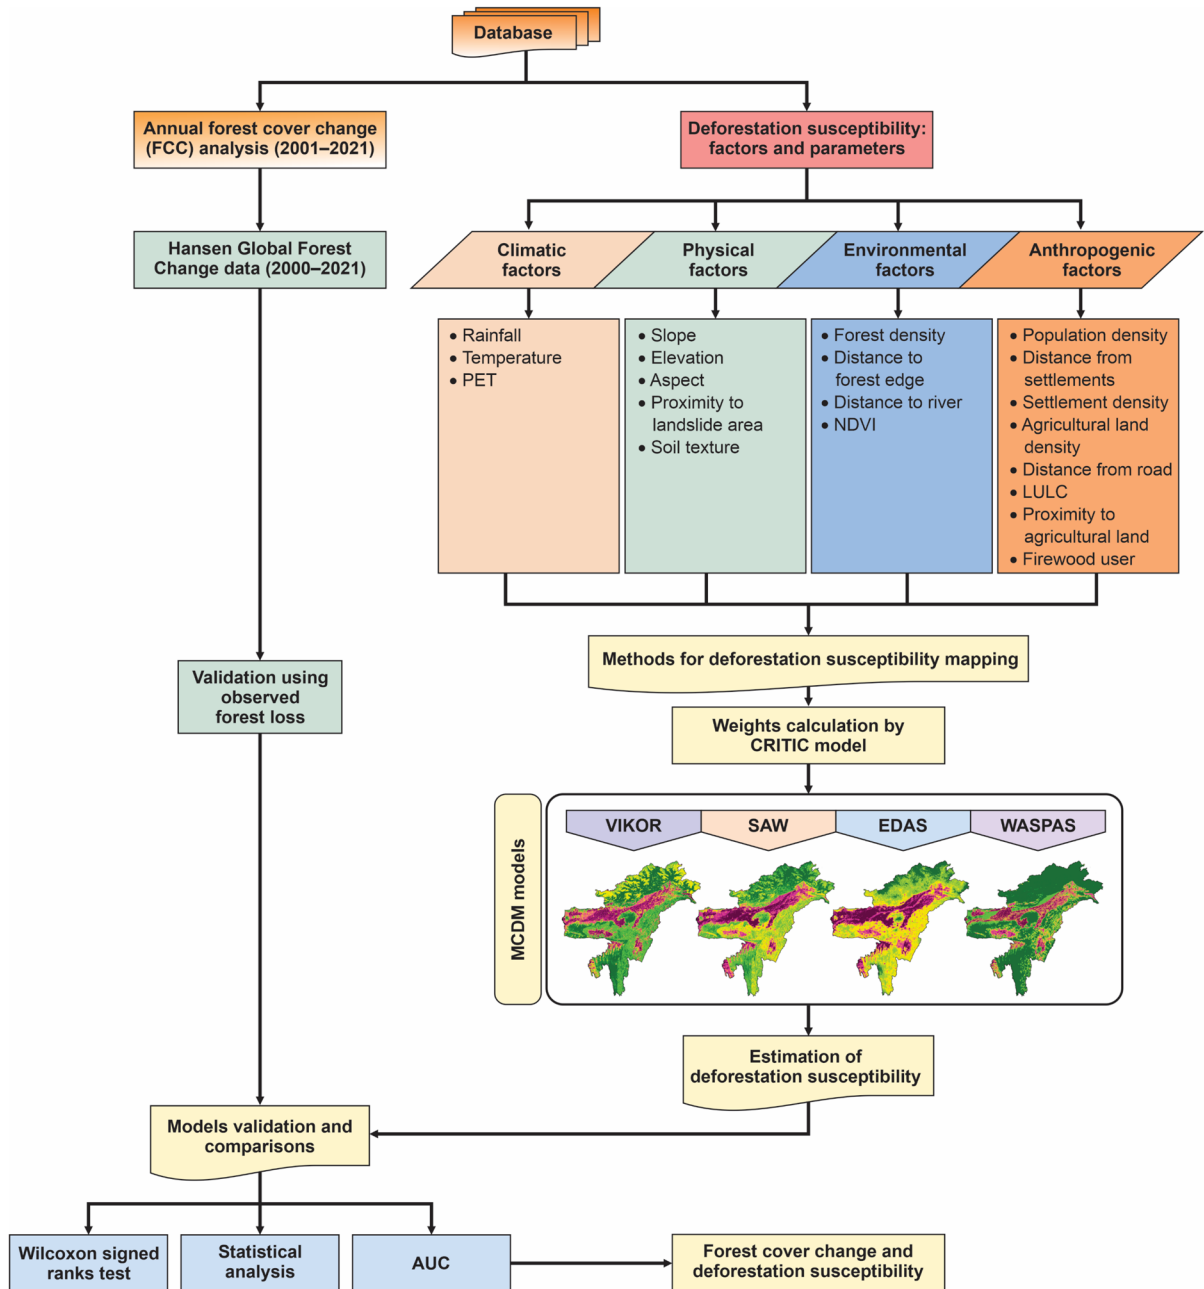 Database
Annual forest cover change
(FCC) analysis (2001–2021)
Deforestation susceptibility:
factors and parameters
Hansen Global Forest
Change data (2000–2021)
Climatic
factors
Physical
factors
Environmental
factors
Anthropogenic
factors
• Rainfall
• Temperature
• PET
• Slope
• Elevation
• Aspect
• Proximity to
landslide area
• Soil texture
• Forest density
• Distance to
forest edge
• Distance to river
• NDVI
• Population density
• Distance from
settlements
• Settlement density
• Agricultural land
density
• Distance from road
• LULC
• Proximity to
agricultural land
• Firewood user
Methods for deforestation susceptibility mapping
Validation using
observed
forest loss
Weights calculation by
CRITIC model
MCDM models
VIKOR
SAW
EDAS
WASPAS
Estimation of
deforestation susceptibility
Models validation and
comparisons
Wilcoxon signed
ranks test
Statistical
analysis
AUC
Forest cover change and
deforestation susceptibility